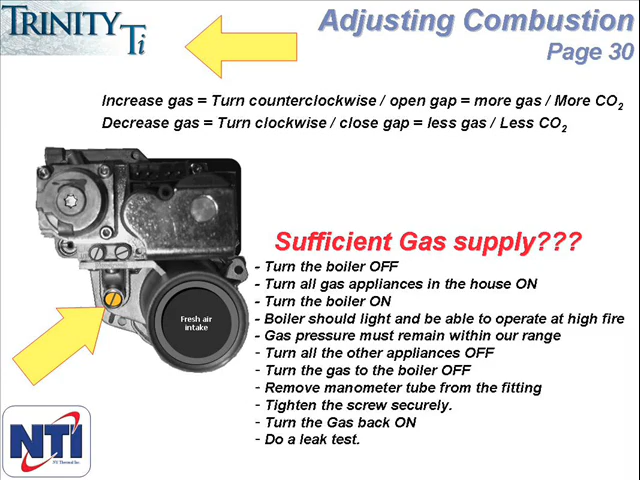 TRINITY Ti
Adjusting Combustion
Page 30
Increase gas = Turn counterclockwise / open gap = more gas / More CO2
Decrease gas = Turn clockwise / close gap = less gas / Less CO2
Sufficient Gas supply???
- Turn the boiler OFF
- Turn all gas appliances in the house ON
- Turn the boiler ON
- Boiler should light and be able to operate at high fire
- Gas pressure must remain within our range
- Turn all the other appliances OFF
- Turn the gas to the boiler OFF
- Remove manometer tube from the fitting
- Tighten the screw securely.
- Turn the Gas back ON
- Do a leak test.
Fresh air
intake
NTI
NY Thermal Inc.